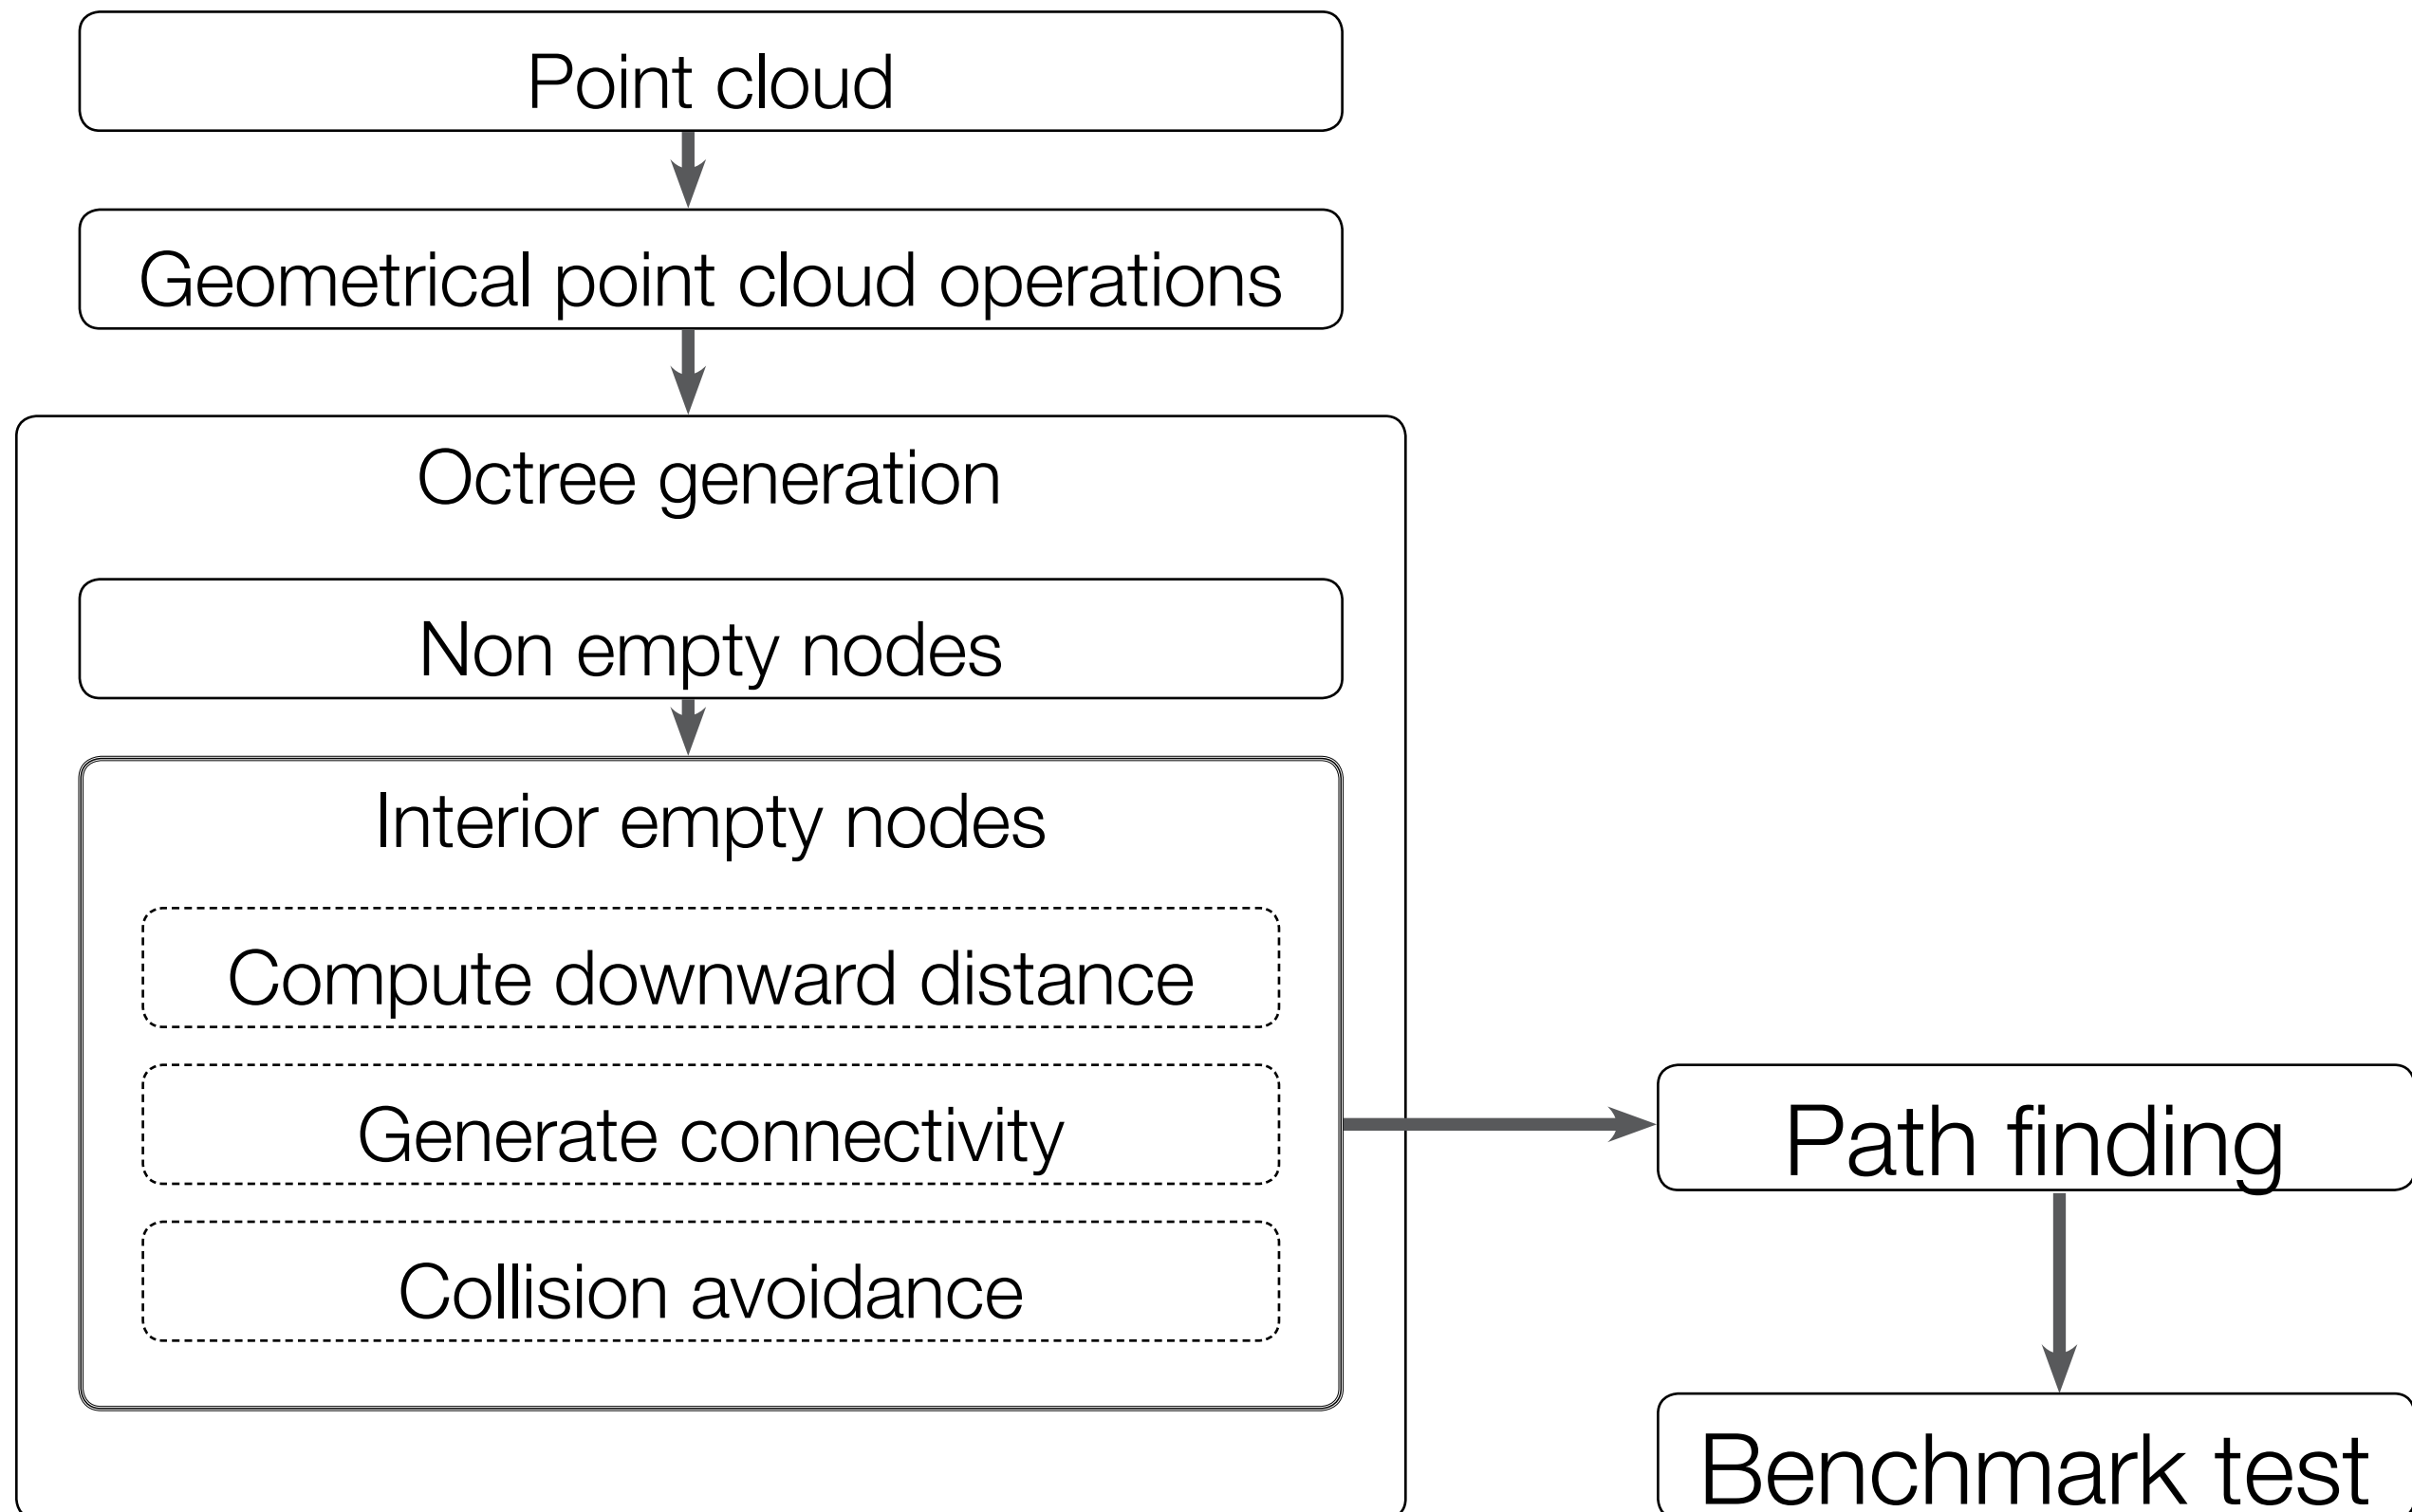 Point cloud
Geometrical point cloud operations
Octree generation
Non empty nodes
Interior empty nodes
Compute downward distance
Generate connectivity
Collision avoidance
Path finding
Benchmark test